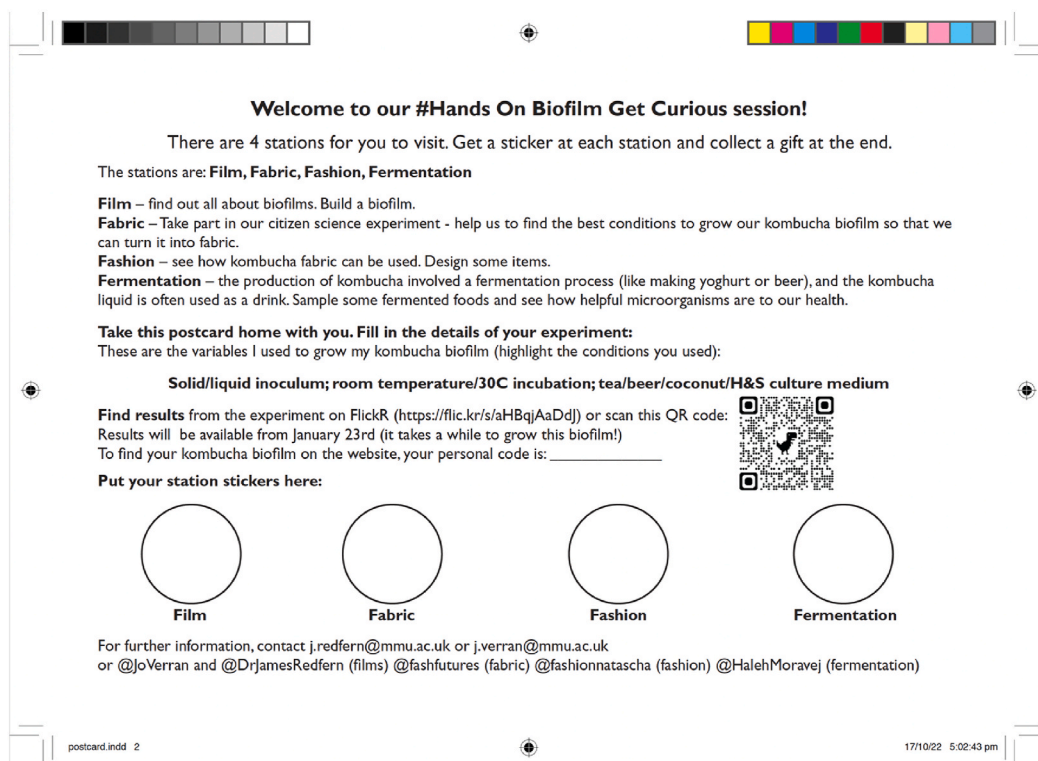 Welcome to our #Hands On Biofilm Get Curious session!
There are 4 stations for you to visit. Get a sticker at each station and collect a gift at the end.
The stations are: Film, Fabric, Fashion, Fermentation
Film – find out all about biofilms. Build a biofilm.
Fabric – Take part in our citizen science experiment - help us to find the best conditions to grow our kombucha biofilm so that we
can turn it into fabric.
Fashion – see how kombucha fabric can be used. Design some items.
Fermentation – the production of kombucha involved a fermentation process (like making yoghurt or beer), and the kombucha
liquid is often used as a drink. Sample some fermented foods and see how helpful microorganisms are to our health.
Take this postcard home with you. Fill in the details of your experiment:
These are the variables I used to grow my kombucha biofilm (highlight the conditions you used):
Solid/liquid inoculum; room temperature/30C incubation; tea/beer/coconut/H&S culture medium
Find results from the experiment on FlickR (https://flic.kr/s/aHBqjAaDdJ) or scan this QR code:
Results will be available from January 23rd (it takes a while to grow this biofilm!)
To find your kombucha biofilm on the website, your personal code is: ______________
Put your station stickers here:
Film Fabric Fashion Fermentation
For further information, contact j.redfern@mmu.ac.uk or j.verran@mmu.ac.uk
or @JoVerran and @DrJamesRedfern (films) @fashfutures (fabric) @fashionnatascha (fashion) @HalehMoravej (fermentation)
postcard.indd 2 17/10/22 5:02:43 pm